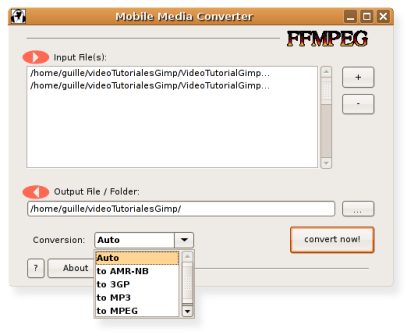 Mobile Media Converter
FFMPEG
Input File(s):
/home/guille/videoTutorialesGimp/VideoTutorialGimp...
/home/guille/videoTutorialesGimp/VideoTutorialGimp...
+
-
Output File / Folder:
/home/guille/videoTutorialesGimp/
...
Conversion:
Auto
convert now!
Auto
to AMR-NB
to 3GP
to MP3
to MPEG
?
About